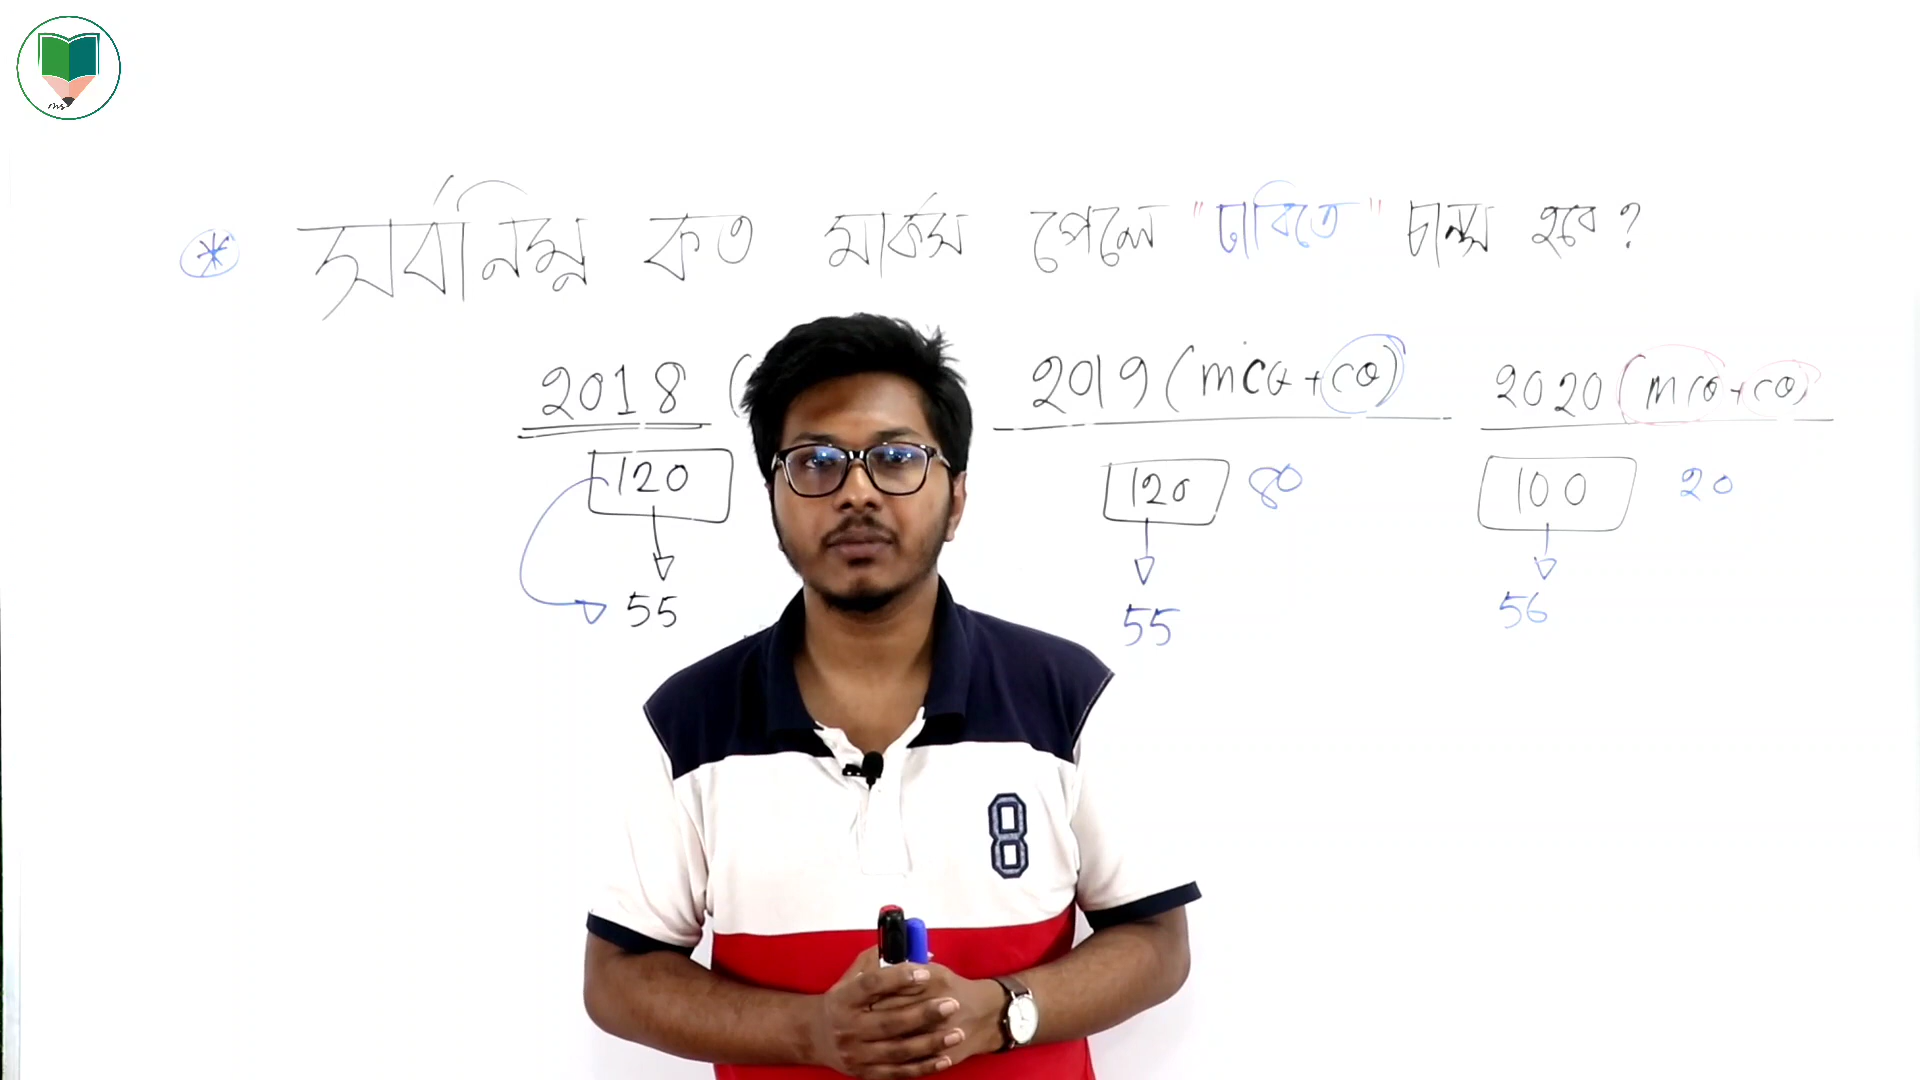 * সর্বনিম্ন কত মার্কস পেলে "ঢাবিতে" চান্স হবে ?
2018 ( 2019 (MCQ + CQ) 2020 (MCQ + CQ)
120 120 80 100 20
55 55 56
8